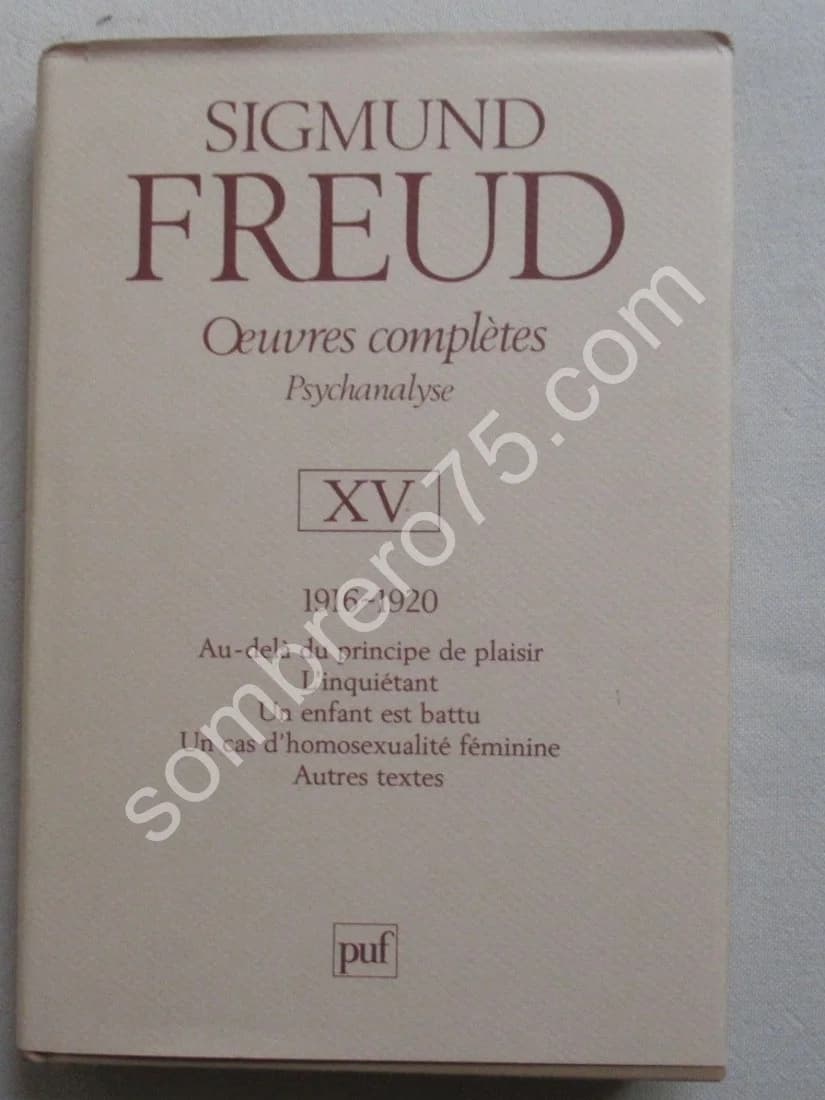 SIGMUND
FREUD
Œuvres complètes
Psychanalyse
XV
1916-1920
Au-delà du principe de plaisir
L'inquiétant
Un enfant est battu
Un cas d'homosexualité féminine
Autres textes
puf
sombrero75.com